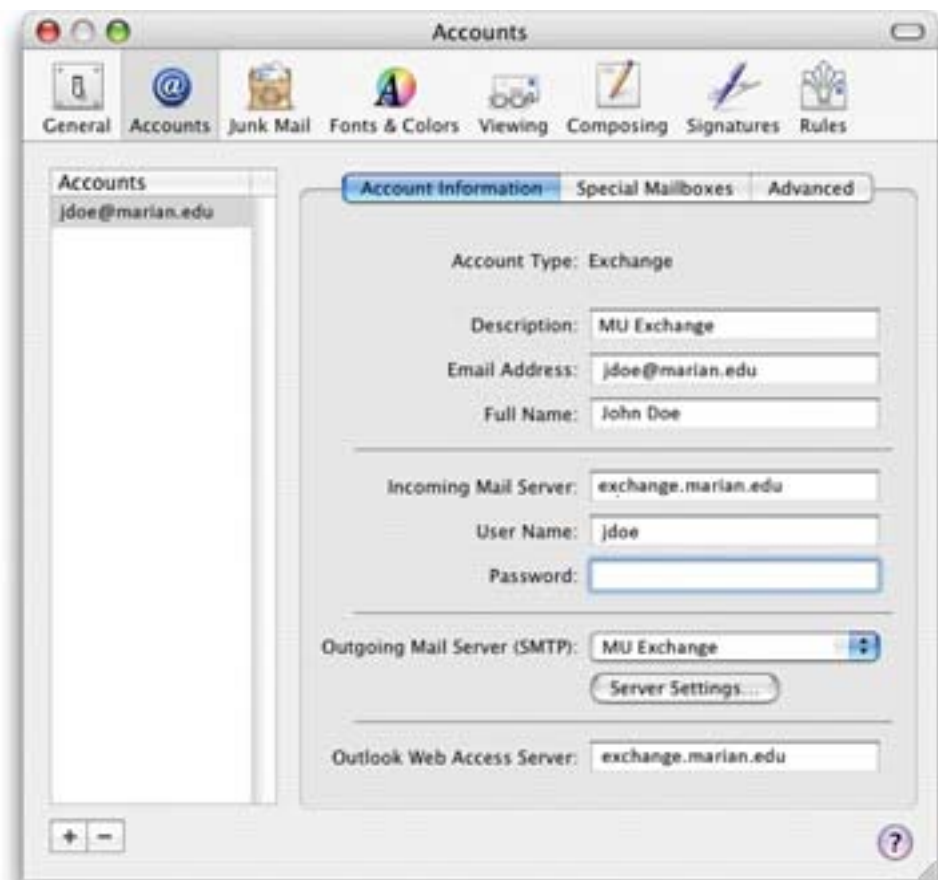 Accounts
General Accounts Junk Mail Fonts & Colors Viewing Composing Signatures Rules
Accounts
jdoe@marian.edu
Account Information Special Mailboxes Advanced
Account Type: Exchange
Description: MU Exchange
Email Address: jdoe@marian.edu
Full Name: John Doe
Incoming Mail Server: exchange.marian.edu
User Name: jdoe
Password:
Outgoing Mail Server (SMTP): MU Exchange
Server Settings...
Outlook Web Access Server: exchange.marian.edu
+ − ?